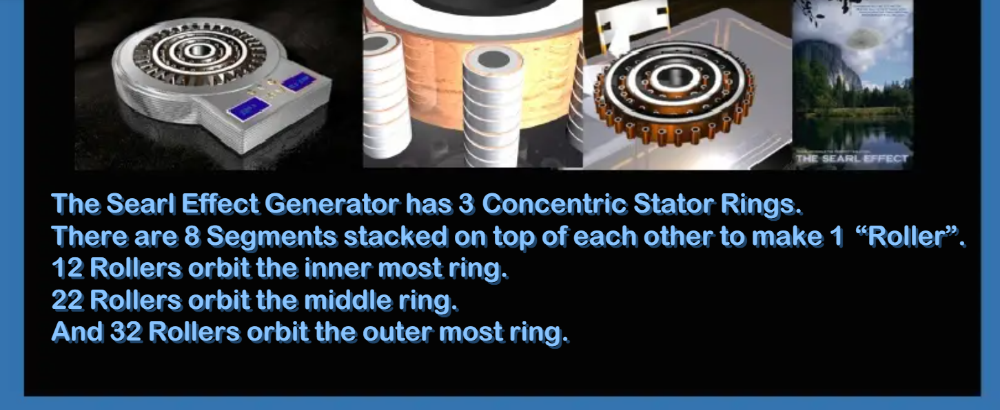 THE SEARL EFFECT
The Searl Effect Generator has 3 Concentric Stator Rings.
There are 8 Segments stacked on top of each other to make 1 “Roller”.
12 Rollers orbit the inner most ring.
22 Rollers orbit the middle ring.
And 32 Rollers orbit the outer most ring.